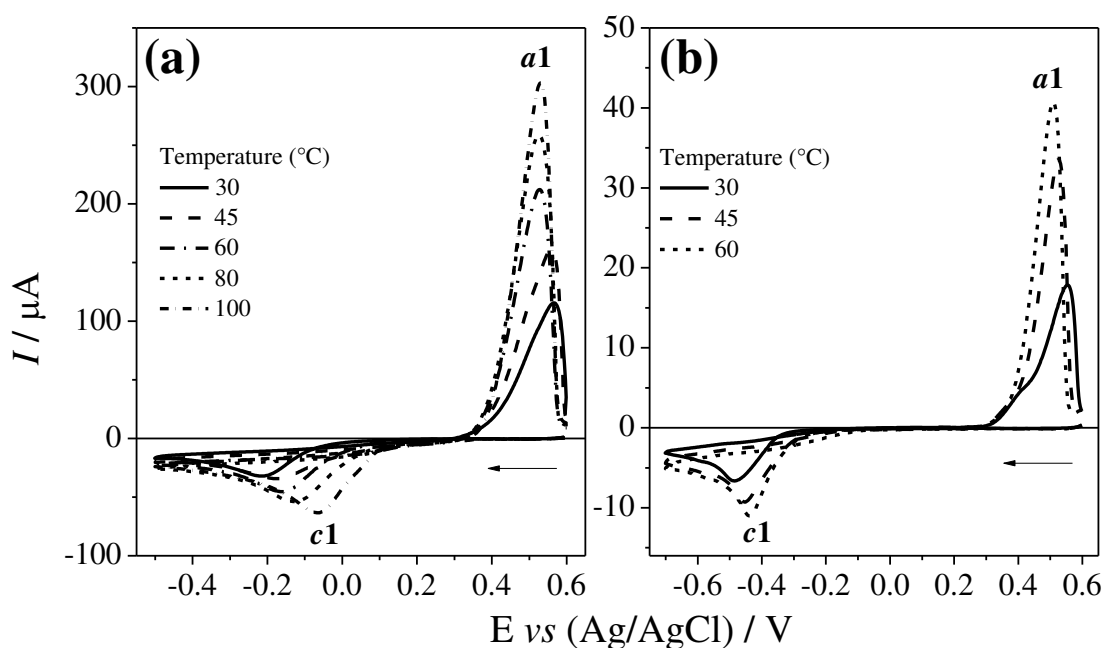 (a)
a1
300
200
100
0
-100
I / μA
Temperature (°C)
30
45
60
80
100
c1
-0.4 -0.2 0.0 0.2 0.4 0.6
(b)
a1
50
40
30
20
10
0
-10
Temperature (°C)
30
45
60
c1
-0.6 -0.4 -0.2 0.0 0.2 0.4 0.6
E vs (Ag/AgCl) / V